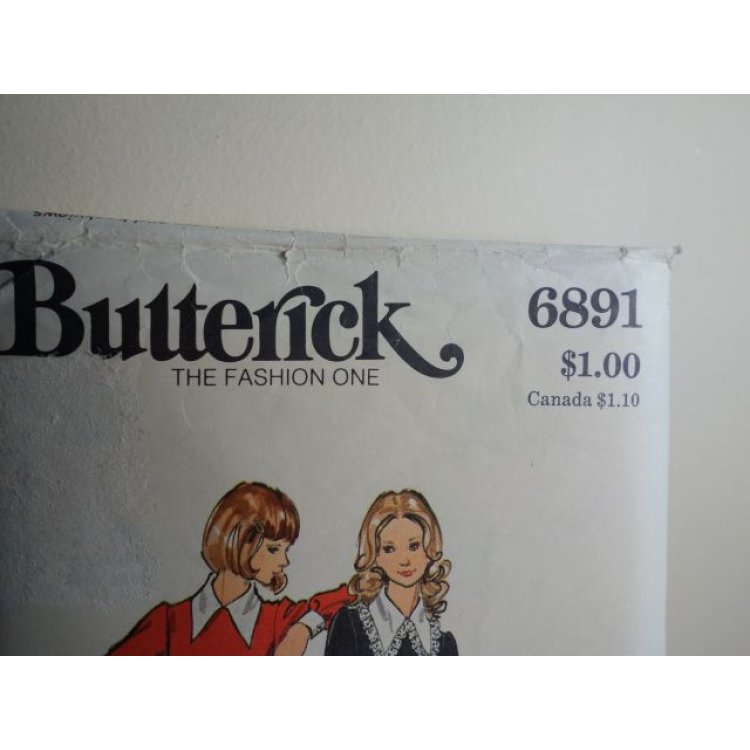 Butterick
THE FASHION ONE
6891
$1.00
Canada $1.10